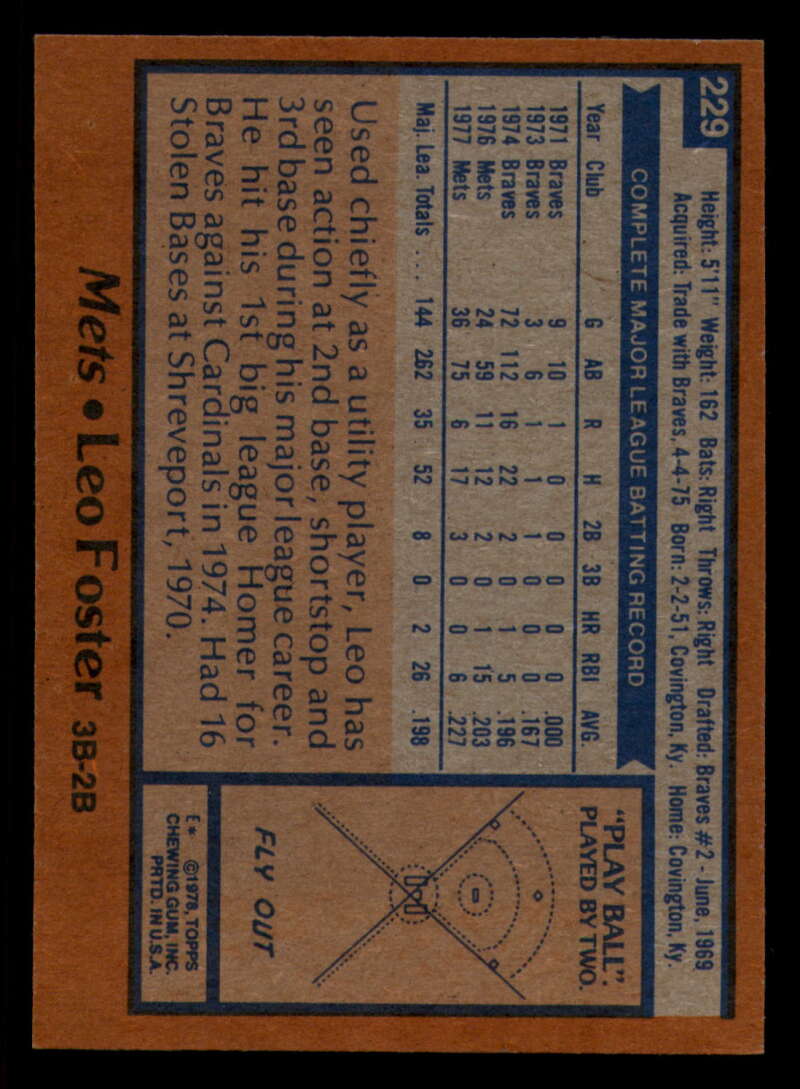 229
Height: 5'11" Weight: 162 Bats: Right Throws: Right Drafted: Braves #2 - June, 1969
Acquired: Trade with Braves, 4-4-75 Born: 2-2-51, Covington, Ky. Home: Covington, Ky.
COMPLETE MAJOR LEAGUE BATTING RECORD
Year Club G AB R H 2B 3B HR RBI AVG.
1971 Braves 9 10 1 0 0 0 0 0 .000
1973 Braves 3 6 1 1 1 0 0 0 .167
1974 Braves 72 112 16 22 2 0 1 5 .196
1976 Mets 24 59 11 12 2 0 1 15 .203
1977 Mets 36 75 6 17 3 0 0 6 .227
Maj. Lea. Totals ... 144 262 35 52 8 0 2 26 .198
Used chiefly as a utility player, Leo has
seen action at 2nd base, shortstop and
3rd base during his major league career.
He hit his 1st big league Homer for
Braves against Cardinals in 1974. Had 16
Stolen Bases at Shreveport, 1970.
"PLAY BALL".
PLAYED BY TWO.
FLY OUT
E* ©1978, TOPPS
CHEWING GUM, INC.
PRTD. IN U.S.A.
Mets • Leo Foster 3B-2B